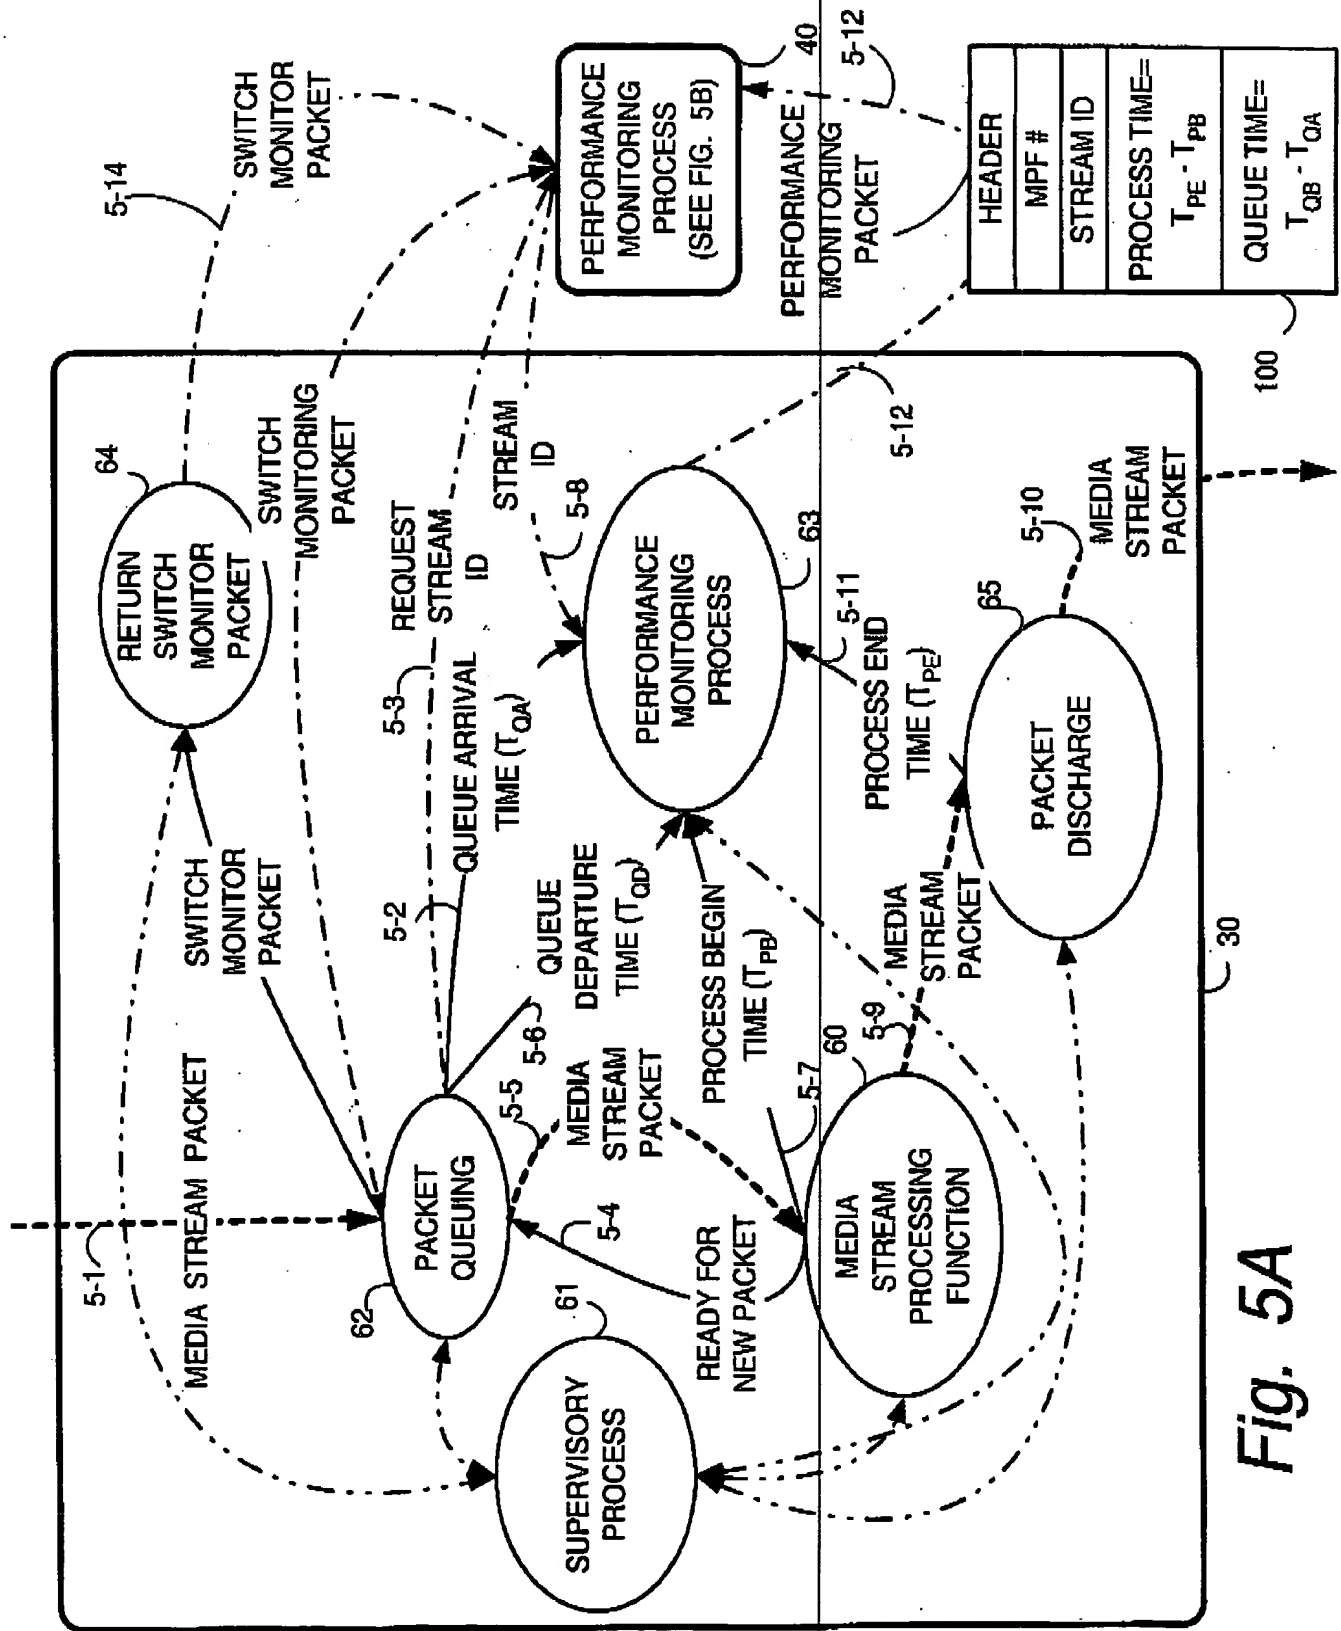 5-14
SWITCH
MONITOR
PACKET
64
RETURN
SWITCH
MONITOR
PACKET
SWITCH
MONITORING
PACKET
SWITCH
MONITOR
PACKET
5-1
MEDIA STREAM PACKET
40
PERFORMANCE
MONITORING
PROCESS
(SEE FIG. 5B)
5-3
REQUEST
STREAM
ID
STREAM
ID
5-8
5-2
QUEUE ARRIVAL
TIME (TQA)
62
PACKET
QUEUING
5-6
QUEUE
DEPARTURE
TIME (TQD)
5-5
MEDIA
STREAM
PACKET
61
SUPERVISORY
PROCESS
5-4
READY FOR
NEW PACKET
PERFORMANCE
MONITORING
PROCESS
63
PROCESS BEGIN
TIME (TPB)
5-7
60
MEDIA
STREAM
PROCESSING
FUNCTION
5-9
MEDIA
STREAM
PACKET
5-11
PROCESS END
TIME (TPE)
65
PACKET
DISCHARGE
5-10
MEDIA
STREAM
PACKET
5-12
5-12
PERFORMANCE
MONITORING
PACKET
HEADER
MPF #
STREAM ID
PROCESS TIME=
TPE - TPB
QUEUE TIME=
TQB - TQA
100
30
Fig. 5A